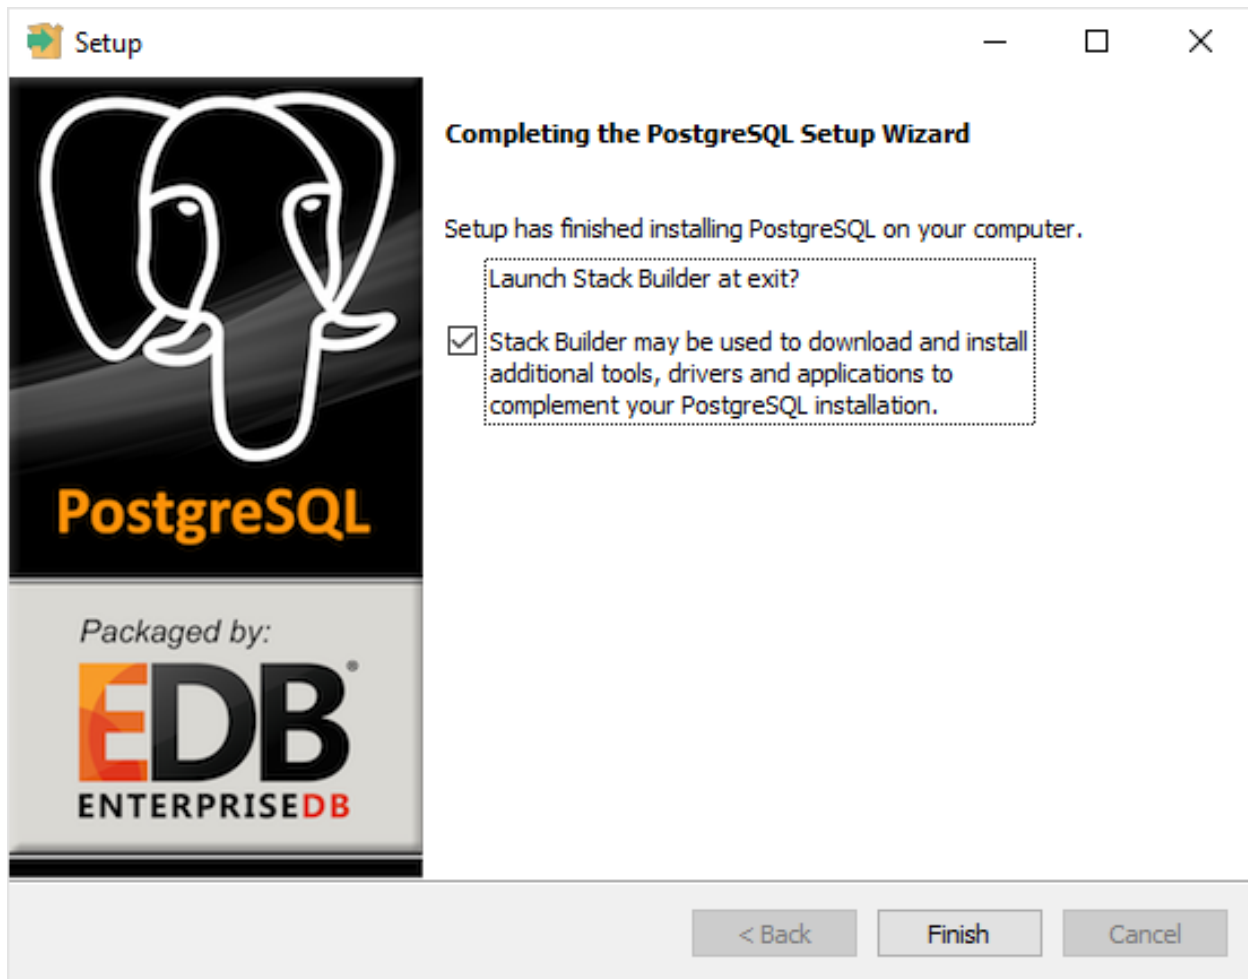 Setup
Completing the PostgreSQL Setup Wizard
Setup has finished installing PostgreSQL on your computer.
Launch Stack Builder at exit?
Stack Builder may be used to download and install
additional tools, drivers and applications to
complement your PostgreSQL installation.
PostgreSQL
Packaged by:
EDB®
ENTERPRISEDB
< Back
Finish
Cancel